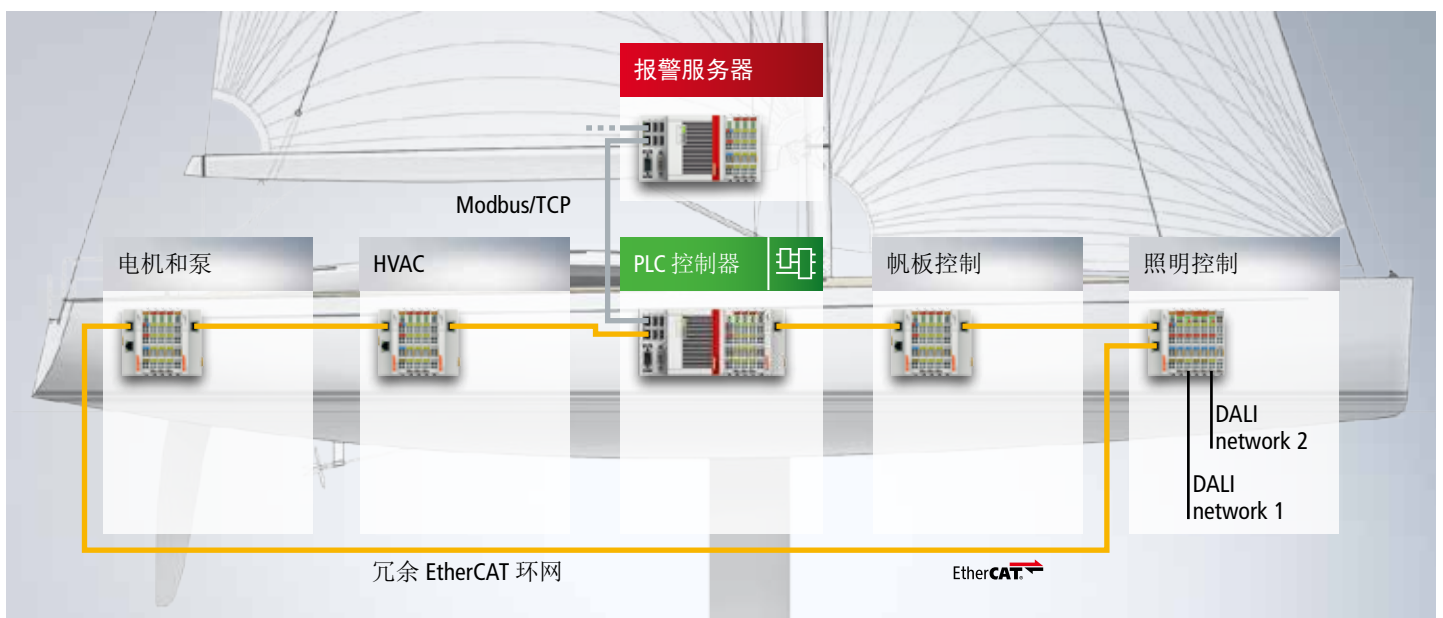 报警服务器
Modbus/TCP
电机和泵
HVAC
PLC 控制器
帆板控制
照明控制
DALI
network 2
DALI
network 1
冗余 EtherCAT 环网
EtherCAT®